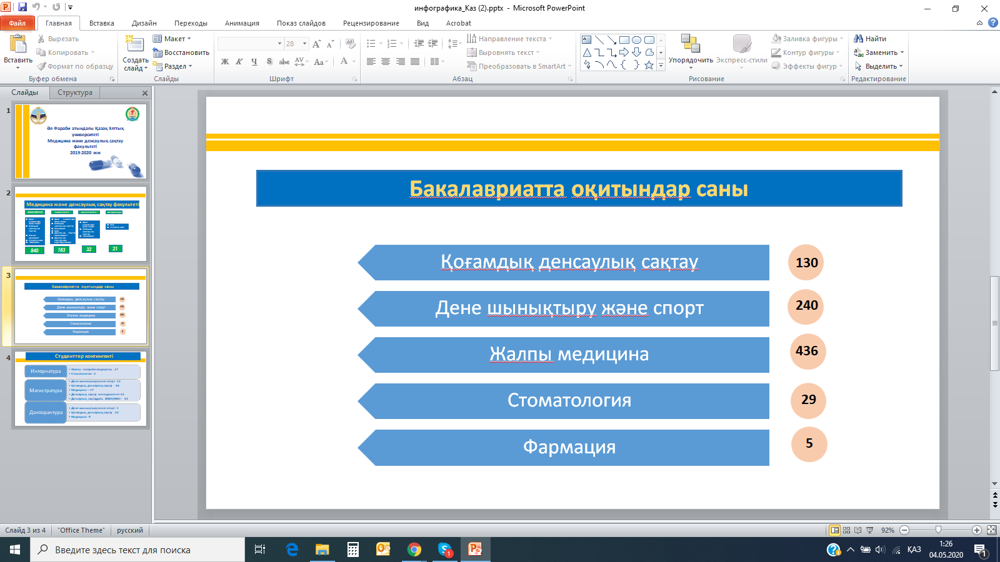 инфографика_Каз (2).pptx - Microsoft PowerPoint
Файл Главная Вставка Дизайн Переходы Анимация Показ слайдов Рецензирование Вид Acrobat
Вставить
Вырезать
Копировать
Формат по образцу
Буфер обмена
Создать слайд
Макет
Восстановить
Раздел
Слайды
28
Ж К Ч S abc AV Aa A
Шрифт
Направление текста
Выровнять текст
Преобразовать в SmartArt
Абзац
Упорядочить
Экспресс-стили
Заливка фигуры
Контур фигуры
Эффекты фигур
Рисование
Найти
Заменить
Выделить
Редактирование
Слайды Структура
1
Әл Фараби атындағы Қазақ Ұлттық
университеті
Медицина және денсаулық сақтау
факультеті
2019-2020 жж
2
Медицина және денсаулық сақтау факультеті
840 183 32 21
3
Бакалавриатта оқитындар саны
Қоғамдық денсаулық сақтау
Дене шынықтыру және спорт
Жалпы медицина
Стоматология
Фармация
4
Студенттер контингенті
Интернатура
Стоматология
Магистратура
Докторантура
Бакалавриатта оқитындар саны
Қоғамдық денсаулық сақтау 130
Дене шынықтыру және спорт 240
Жалпы медицина 436
Стоматология 29
Фармация 5
Слайд 3 из 4 "Office Theme" русский 92%
Введите здесь текст для поиска
ҚАЗ
1:26
04.05.2020